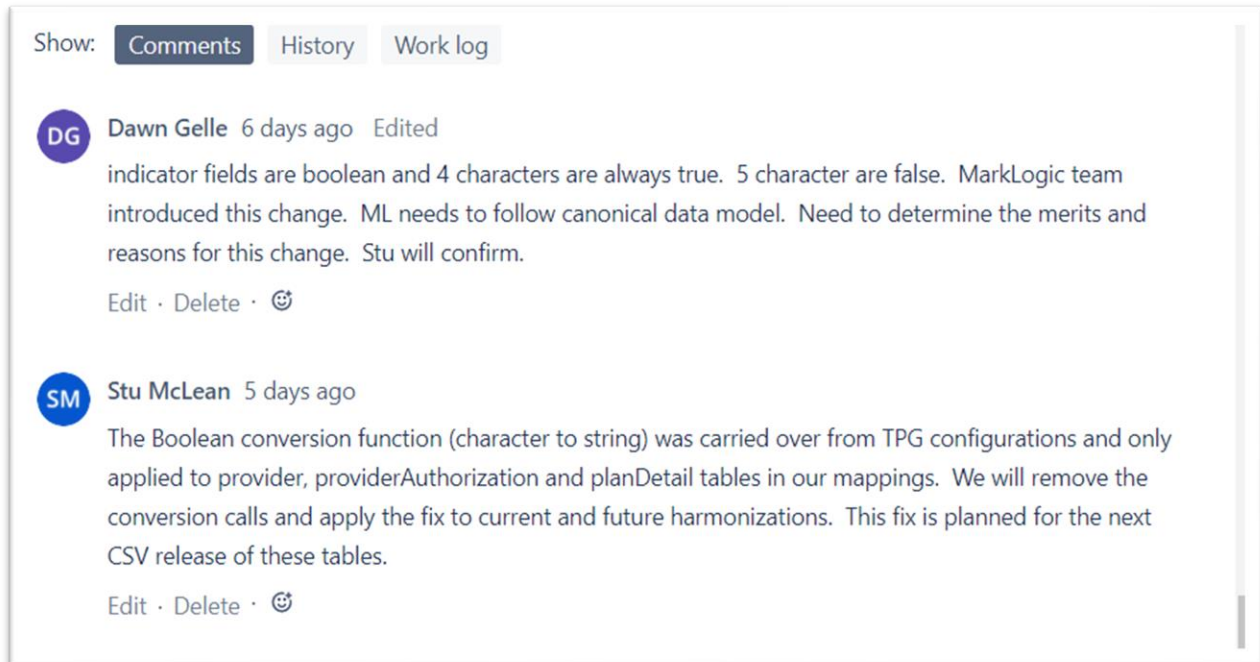 Show: Comments History Work log
DG Dawn Gelle 6 days ago Edited
indicator fields are boolean and 4 characters are always true. 5 character are false. MarkLogic team
introduced this change. ML needs to follow canonical data model. Need to determine the merits and
reasons for this change. Stu will confirm.
Edit · Delete ·
SM Stu McLean 5 days ago
The Boolean conversion function (character to string) was carried over from TPG configurations and only
applied to provider, providerAuthorization and planDetail tables in our mappings. We will remove the
conversion calls and apply the fix to current and future harmonizations. This fix is planned for the next
CSV release of these tables.
Edit · Delete ·